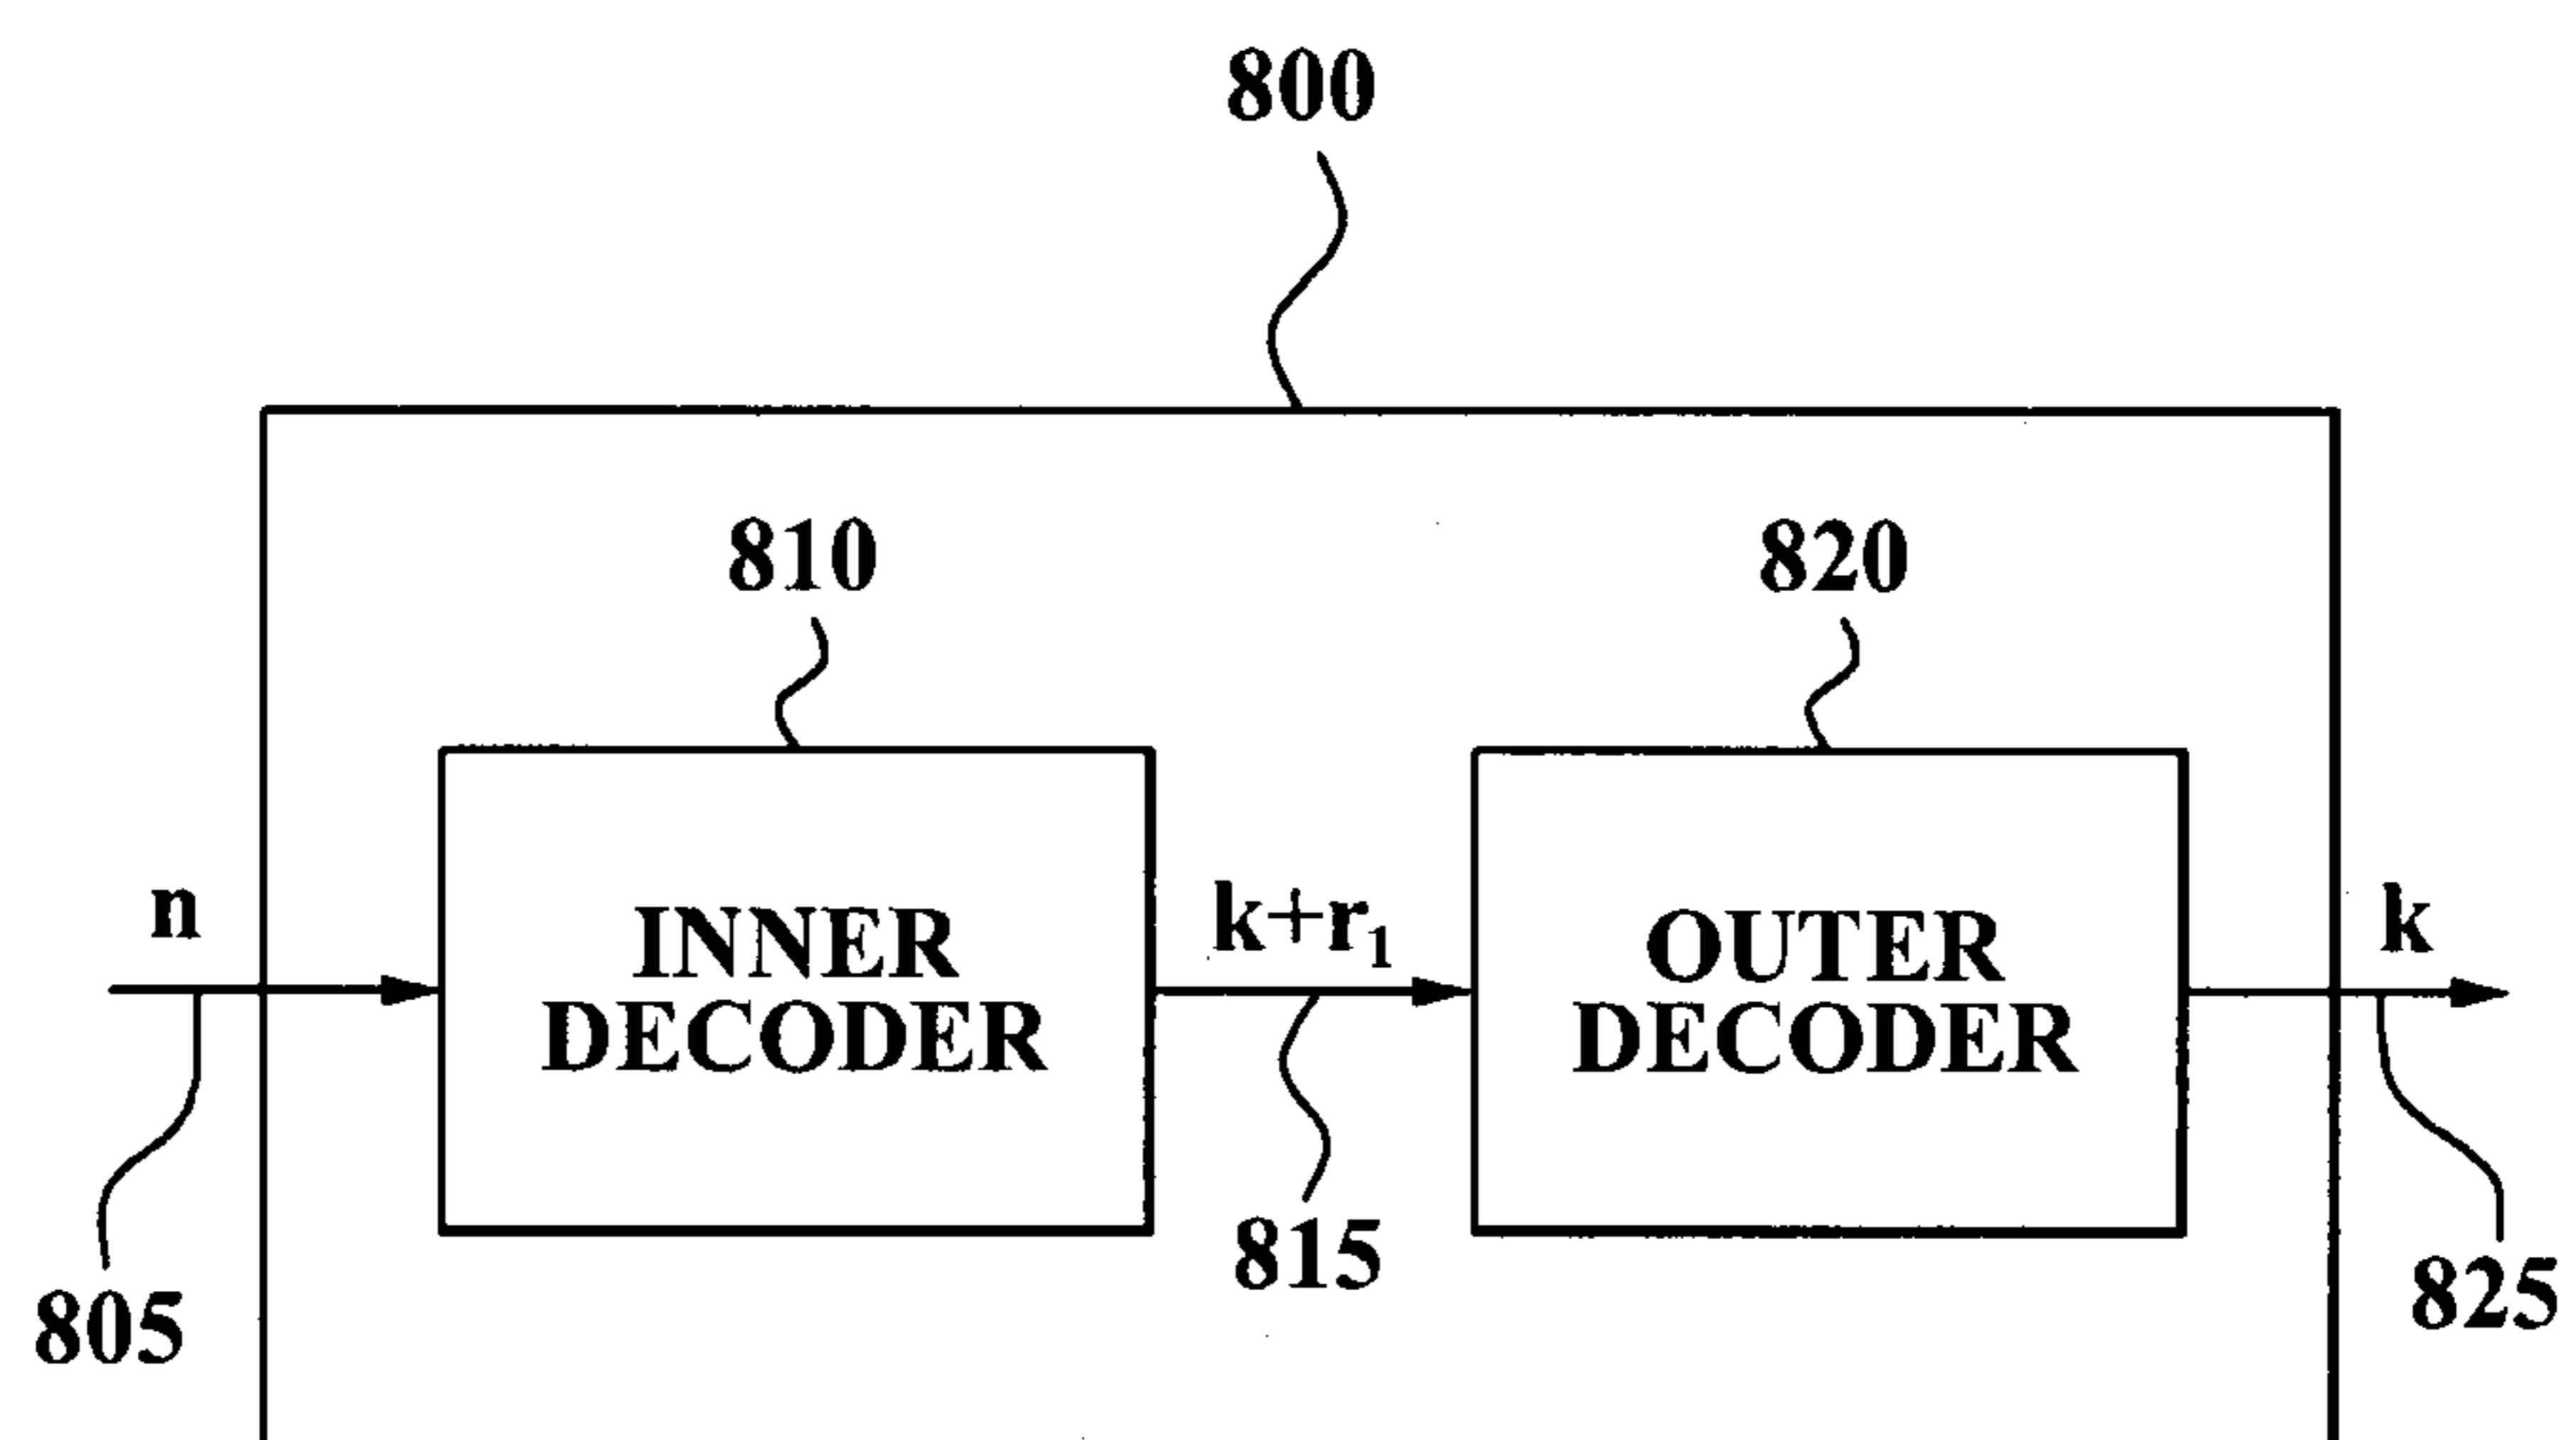 800
810
820
n
INNER
DECODER
k+r₁
OUTER
DECODER
k
805
815
825